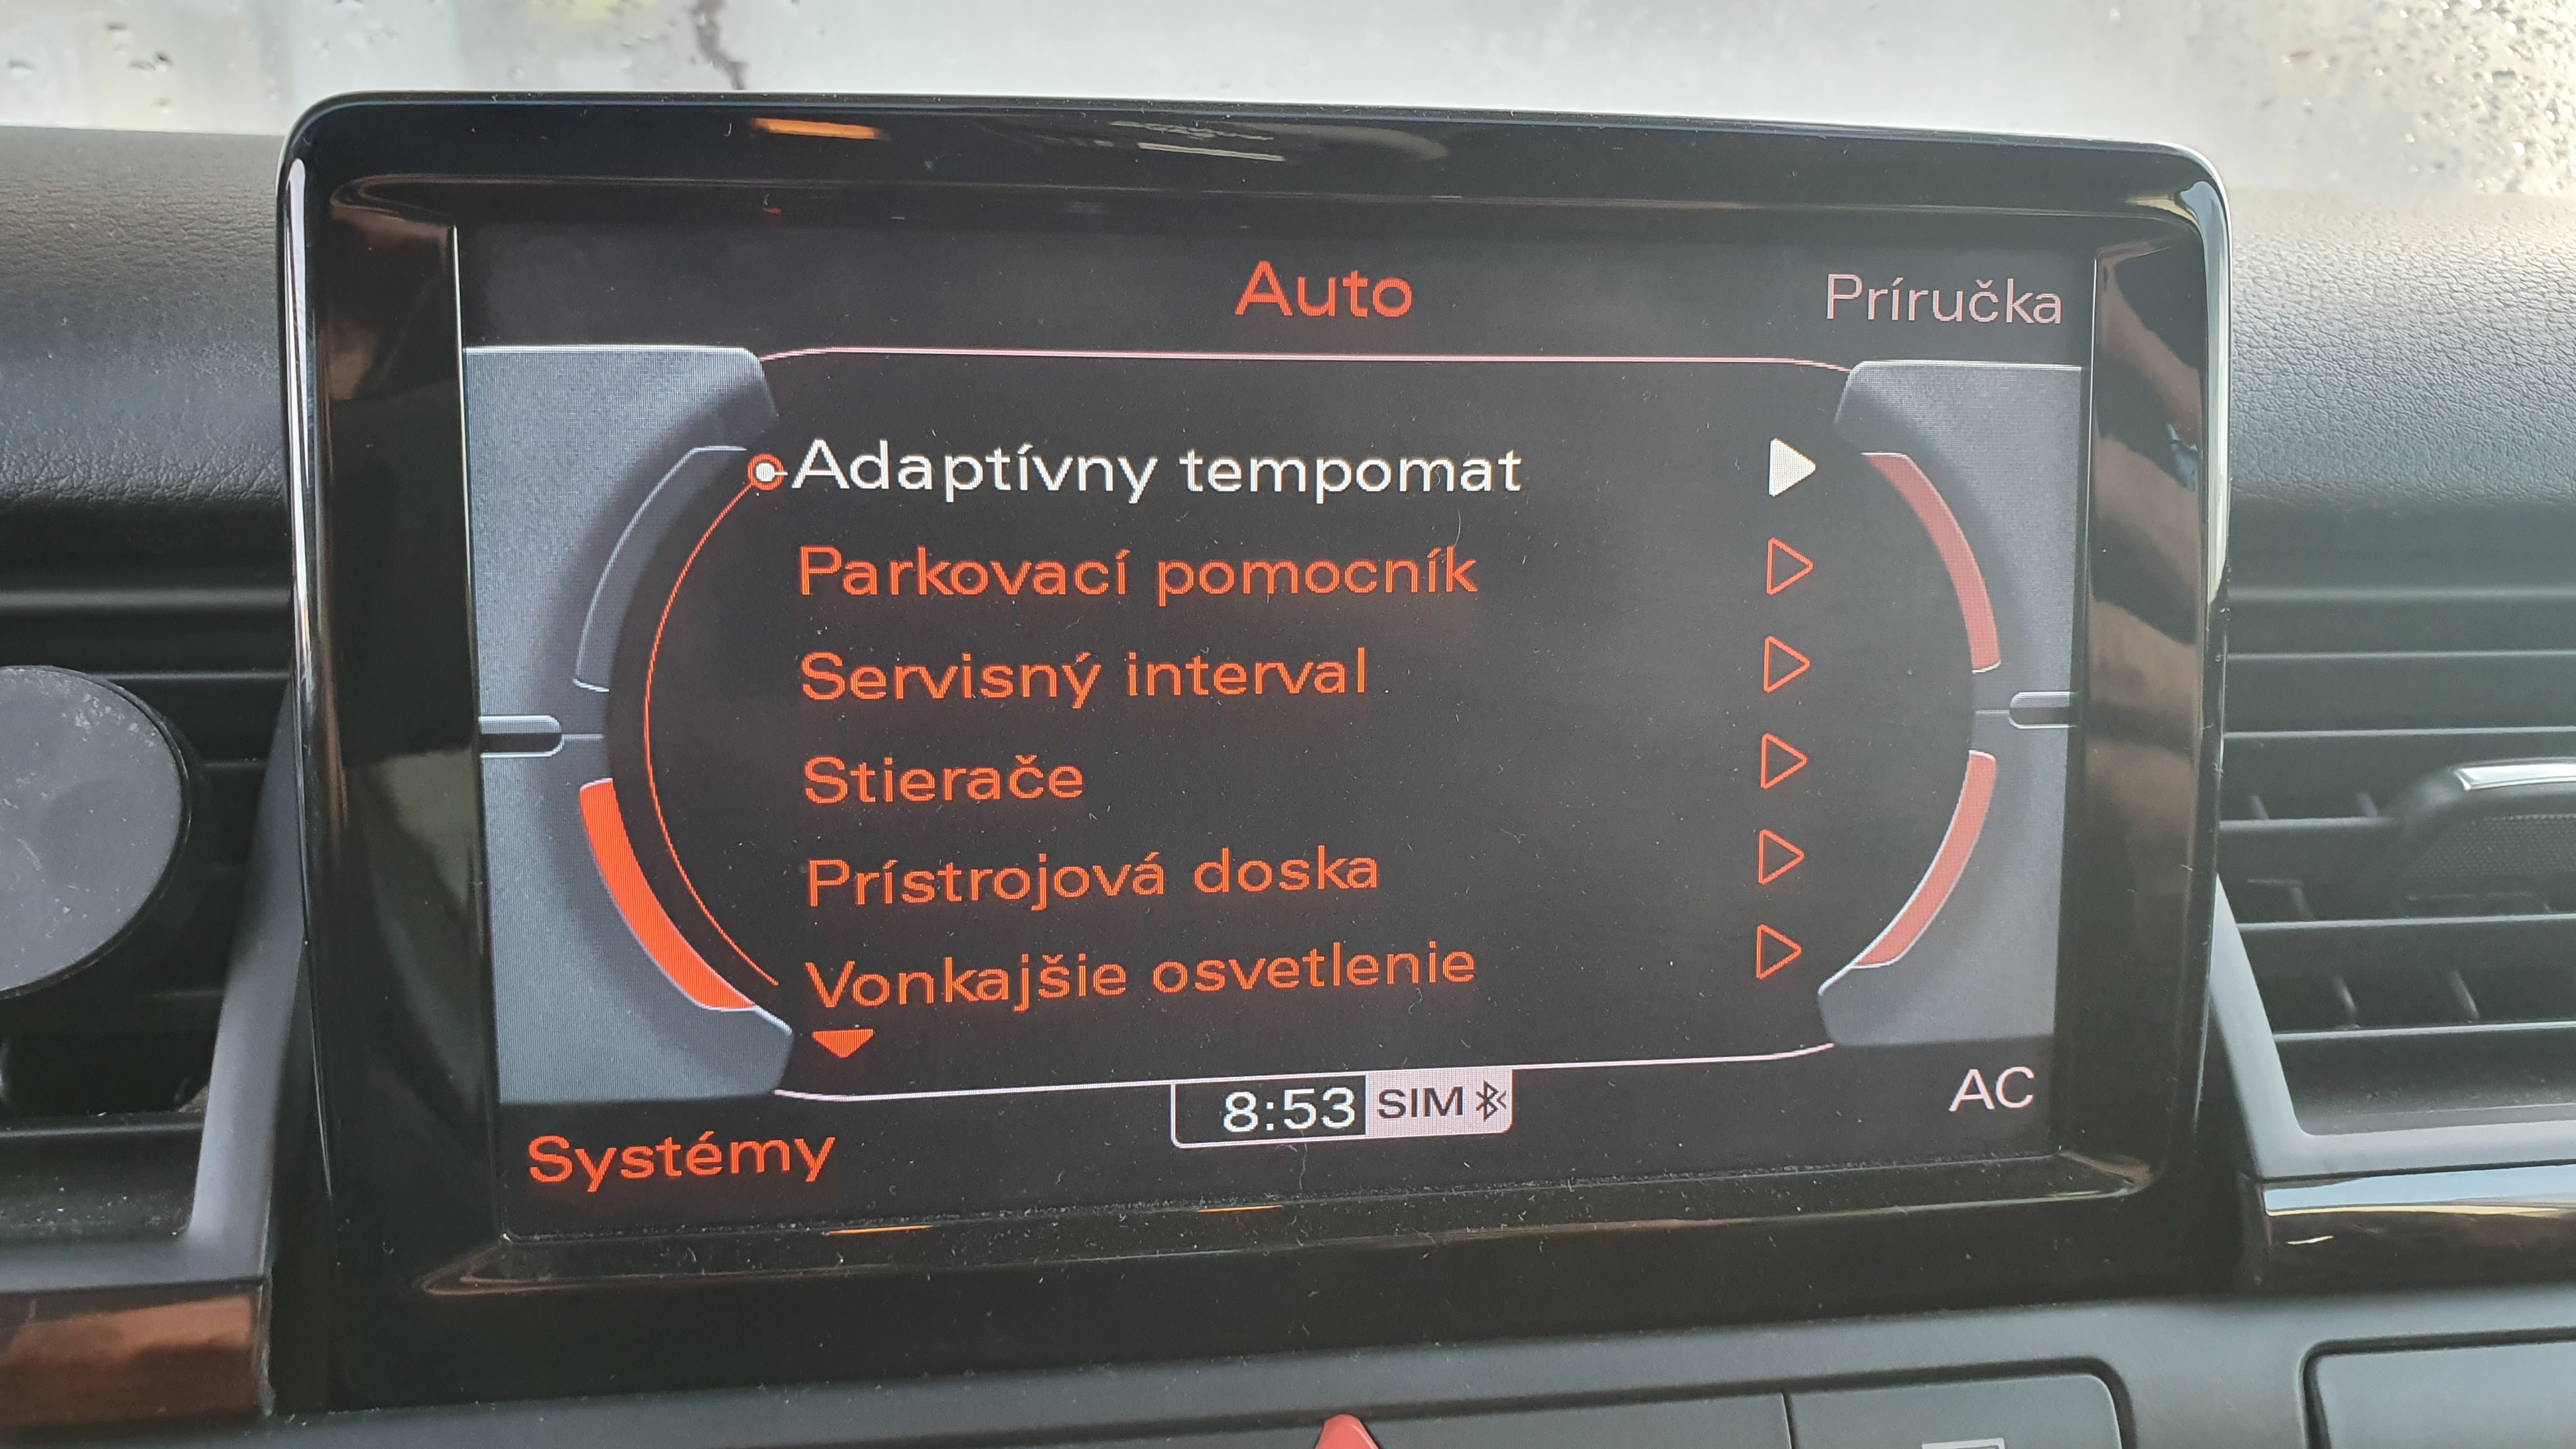 Auto
Príručka
Adaptívny tempomat
Parkovací pomocník
Servisný interval
Stierače
Prístrojová doska
Vonkajšie osvetlenie
8:53 SIM
AC
Systémy